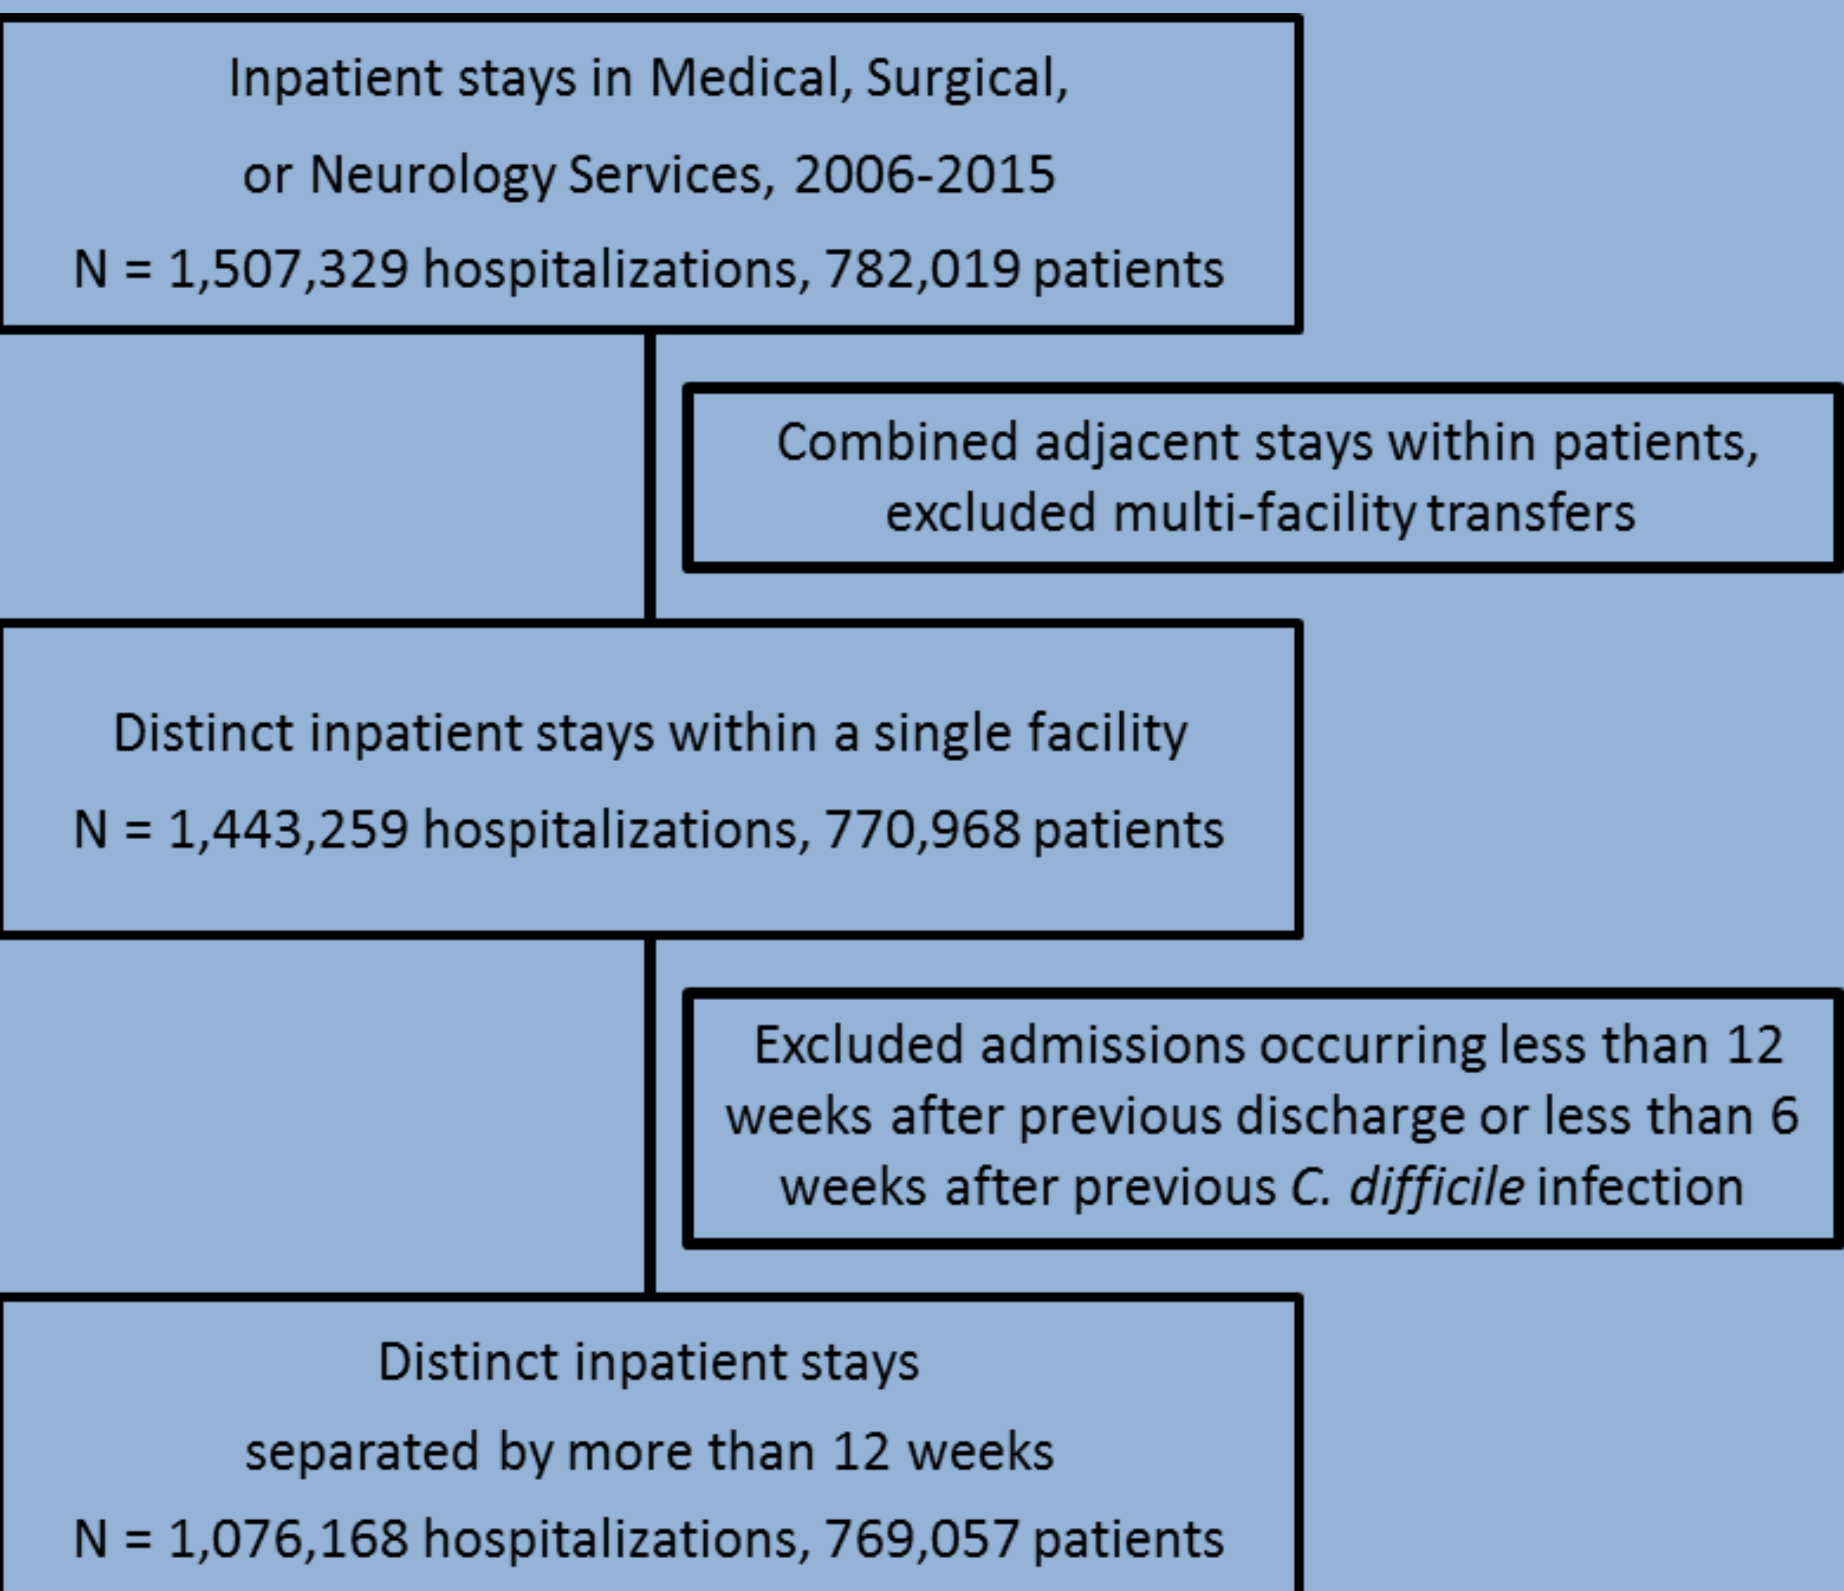 Inpatient stays in Medical, Surgical,
or Neurology Services, 2006-2015
N = 1,507,329 hospitalizations, 782,019 patients
Combined adjacent stays within patients,
excluded multi-facility transfers
Distinct inpatient stays within a single facility
N = 1,443,259 hospitalizations, 770,968 patients
Excluded admissions occurring less than 12
weeks after previous discharge or less than 6
weeks after previous C. difficile infection
Distinct inpatient stays
separated by more than 12 weeks
N = 1,076,168 hospitalizations, 769,057 patients